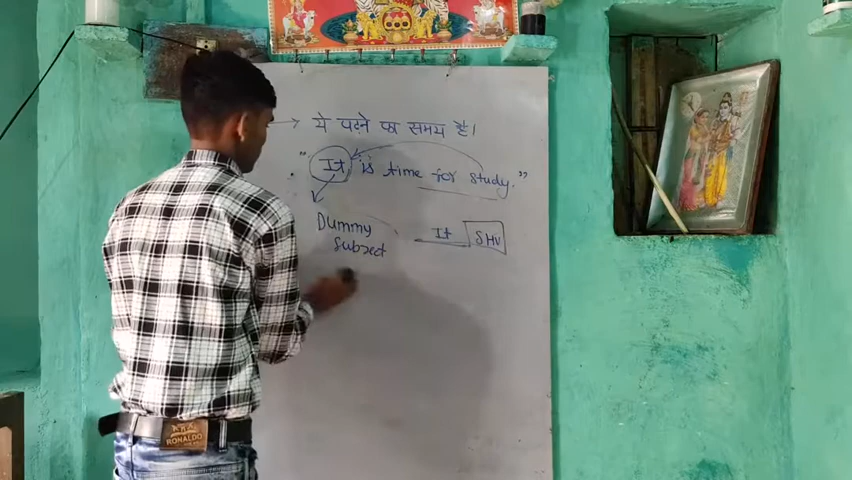 → ये पढ़ने का समय है।
"It is time for study."
Dummy
Subject
It SHV
RONALDO